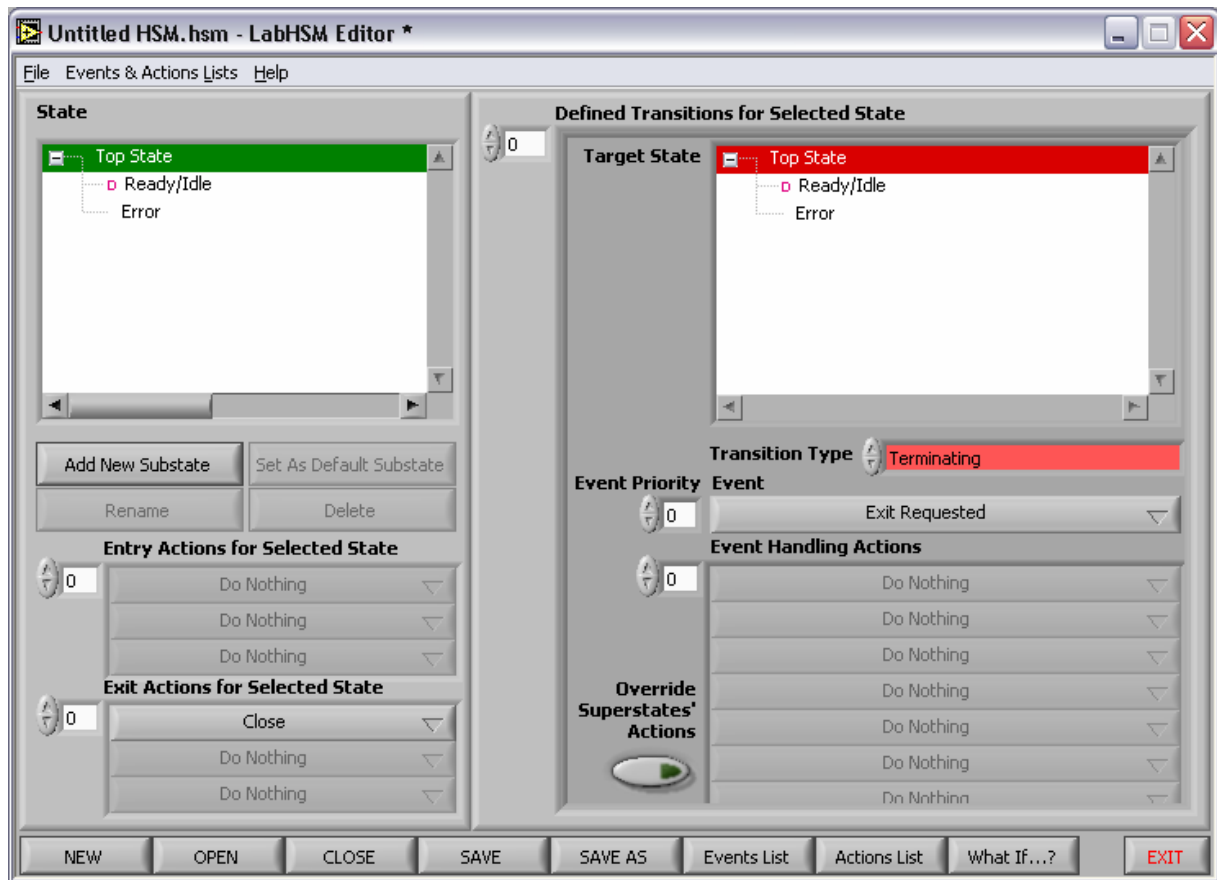 Untitled HSM.hsm - LabHSM Editor *
File Events & Actions Lists Help
State
Top State
D Ready/Idle
Error
Add New Substate
Set As Default Substate
Rename
Delete
Entry Actions for Selected State
0
Do Nothing
Do Nothing
Do Nothing
Exit Actions for Selected State
0
Close
Do Nothing
Do Nothing
Defined Transitions for Selected State
0
Target State
Top State
D Ready/Idle
Error
Transition Type
Terminating
Event Priority
0
Event
Exit Requested
Event Handling Actions
0
Do Nothing
Do Nothing
Do Nothing
Do Nothing
Do Nothing
Do Nothing
Do Nothing
Override
Superstates'
Actions
NEW OPEN CLOSE SAVE SAVE AS Events List Actions List What If...? EXIT